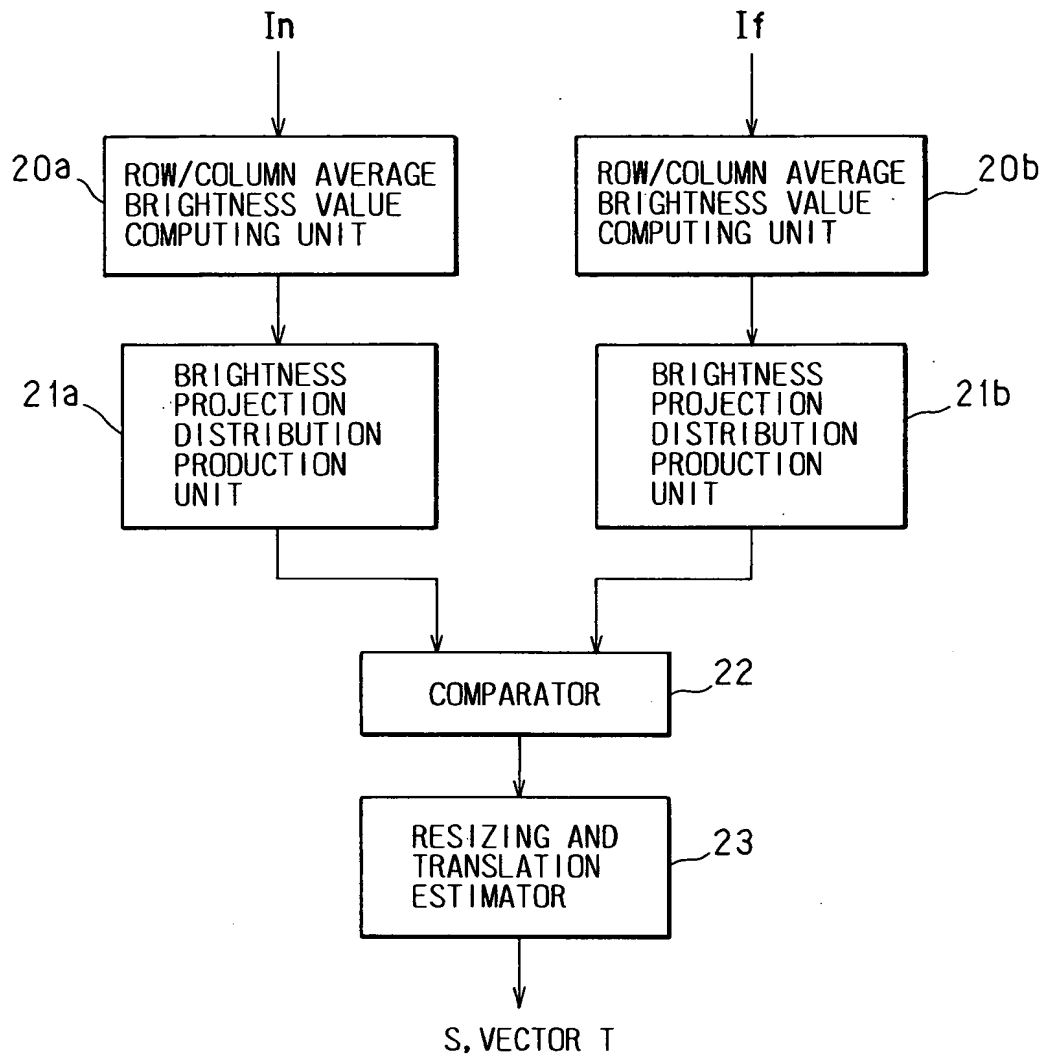 In
If
20a
ROW/COLUMN AVERAGE
BRIGHTNESS VALUE
COMPUTING UNIT
ROW/COLUMN AVERAGE
BRIGHTNESS VALUE
COMPUTING UNIT
20b
21a
BRIGHTNESS
PROJECTION
DISTRIBUTION
PRODUCTION
UNIT
BRIGHTNESS
PROJECTION
DISTRIBUTION
PRODUCTION
UNIT
21b
COMPARATOR
22
RESIZING AND
TRANSLATION
ESTIMATOR
23
S, VECTOR T